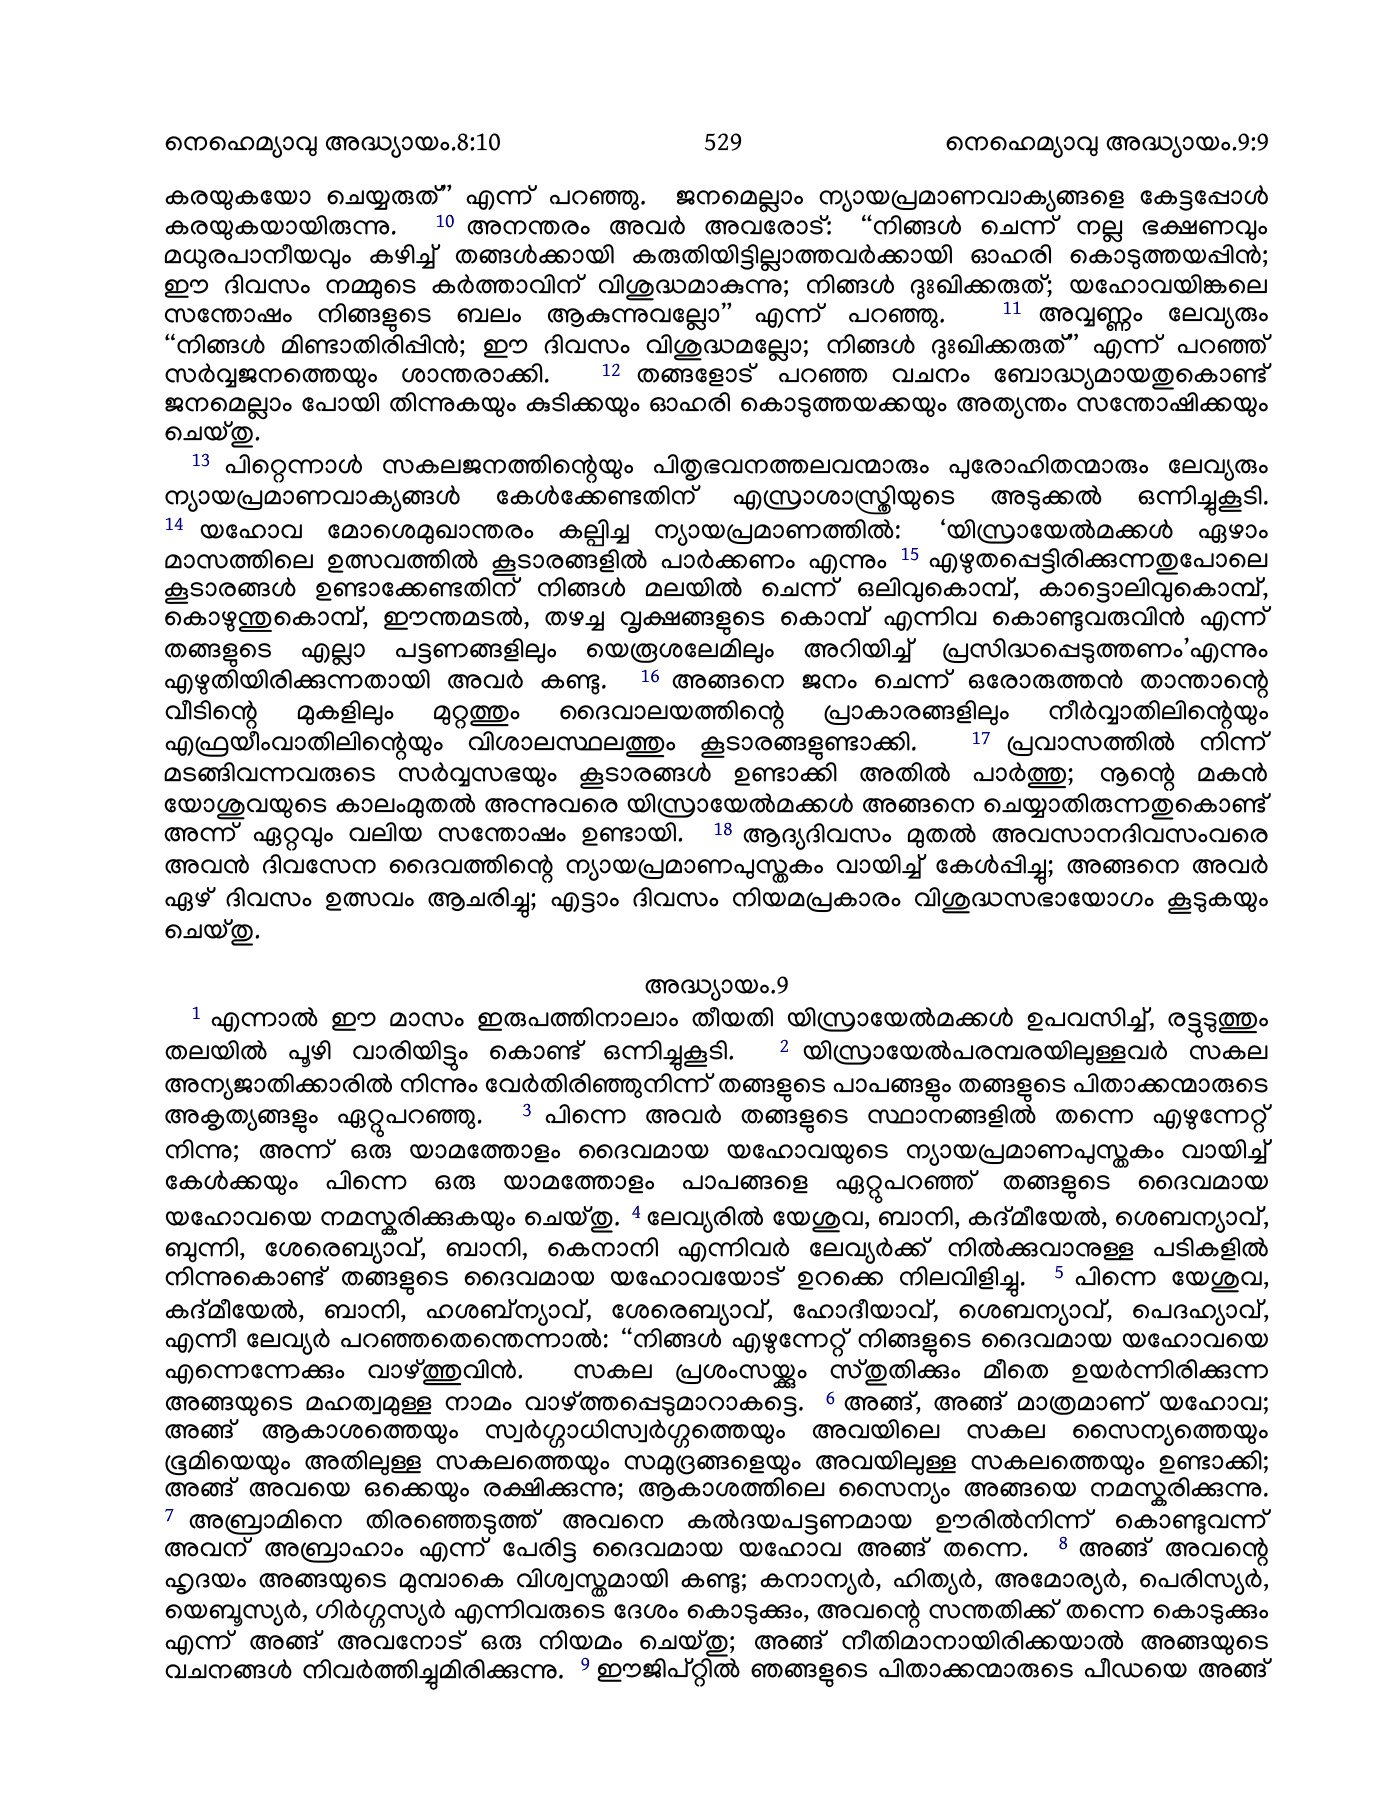 നെഹെമ്യാവു അദ്ധ്യായം.8:10 529 നെഹെമ്യാവു അദ്ധ്യായം.9:9
കരയുകയോ ചെയ്യരുത്” എന്ന് പറഞ്ഞു. ജനമെല്ലാം ന്യായപ്രമാണവാക്യങ്ങളെ കേട്ടപ്പോൾ
കരയുകയായിരുന്നു. 10 അനന്തരം അവർ അവരോട്: “നിങ്ങൾ ചെന്ന് നല്ല ഭക്ഷണവും
മധുരപാനീയവും കഴിച്ച് തങ്ങൾക്കായി കരുതിയിട്ടില്ലാത്തവർക്കായി ഓഹരി കൊടുത്തയപ്പിൻ;
ഈ ദിവസം നമ്മുടെ കർത്താവിന് വിശുദ്ധമാകുന്നു; നിങ്ങൾ ദുഃഖിക്കരുത്; യഹോവയിങ്കലെ
സന്തോഷം നിങ്ങളുടെ ബലം ആകുന്നുവല്ലോ” എന്ന് പറഞ്ഞു. 11 അവ്വണ്ണം ലേവ്യരും
“നിങ്ങൾ മിണ്ടാതിരിപ്പിൻ; ഈ ദിവസം വിശുദ്ധമല്ലോ; നിങ്ങൾ ദുഃഖിക്കരുത്” എന്ന് പറഞ്ഞ്
സർവ്വജനത്തെയും ശാന്തരാക്കി. 12 തങ്ങളോട് പറഞ്ഞ വചനം ബോദ്ധ്യമായതുകൊണ്ട്
ജനമെല്ലാം പോയി തിന്നുകയും കുടിക്കയും ഓഹരി കൊടുത്തയക്കയും അത്യന്തം സന്തോഷിക്കയും
ചെയ്തു.
13 പിറ്റെന്നാൾ സകലജനത്തിന്റെയും പിതൃഭവനത്തലവന്മാരും പുരോഹിതന്മാരും ലേവ്യരും
ന്യായപ്രമാണവാക്യങ്ങൾ കേൾക്കേണ്ടതിന് എസ്രാശാസ്ത്രിയുടെ അടുക്കൽ ഒന്നിച്ചുകൂടി.
14 യഹോവ മോശെമുഖാന്തരം കല്പിച്ച ന്യായപ്രമാണത്തിൽ: ‘യിസ്രായേൽമക്കൾ ഏഴാം
മാസത്തിലെ ഉത്സവത്തിൽ കൂടാരങ്ങളിൽ പാർക്കണം എന്നും 15 എഴുതപ്പെട്ടിരിക്കുന്നതുപോലെ
കൂടാരങ്ങൾ ഉണ്ടാക്കേണ്ടതിന് നിങ്ങൾ മലയിൽ ചെന്ന് ഒലിവുകൊമ്പ്, കാട്ടൊലിവുകൊമ്പ്,
കൊഴുന്തുകൊമ്പ്, ഈന്തമടൽ, തഴച്ച വൃക്ഷങ്ങളുടെ കൊമ്പ് എന്നിവ കൊണ്ടുവരുവിൻ എന്ന്
തങ്ങളുടെ എല്ലാ പട്ടണങ്ങളിലും യെരൂശലേമിലും അറിയിച്ച് പ്രസിദ്ധപ്പെടുത്തണം’എന്നും
എഴുതിയിരിക്കുന്നതായി അവർ കണ്ടു. 16 അങ്ങനെ ജനം ചെന്ന് ഒരോരുത്തൻ താന്താന്റെ
വീടിന്റെ മുകളിലും മുറ്റത്തും ദൈവാലയത്തിന്റെ പ്രാകാരങ്ങളിലും നീർവ്വാതിലിന്റെയും
എഫ്രയീംവാതിലിന്റെയും വിശാലസ്ഥലത്തും കൂടാരങ്ങളുണ്ടാക്കി. 17 പ്രവാസത്തിൽ നിന്ന്
മടങ്ങിവന്നവരുടെ സർവ്വസഭയും കൂടാരങ്ങൾ ഉണ്ടാക്കി അതിൽ പാർത്തു; നൂന്റെ മകൻ
യോശുവയുടെ കാലംമുതൽ അന്നുവരെ യിസ്രായേൽമക്കൾ അങ്ങനെ ചെയ്യാതിരുന്നതുകൊണ്ട്
അന്ന് ഏറ്റവും വലിയ സന്തോഷം ഉണ്ടായി. 18 ആദ്യദിവസം മുതൽ അവസാനദിവസംവരെ
അവൻ ദിവസേന ദൈവത്തിന്റെ ന്യായപ്രമാണപുസ്തകം വായിച്ച് കേൾപ്പിച്ചു; അങ്ങനെ അവർ
ഏഴ് ദിവസം ഉത്സവം ആചരിച്ചു; എട്ടാം ദിവസം നിയമപ്രകാരം വിശുദ്ധസഭായോഗം കൂടുകയും
ചെയ്തു.
അദ്ധ്യായം.9
1 എന്നാൽ ഈ മാസം ഇരുപത്തിനാലാം തീയതി യിസ്രായേൽമക്കൾ ഉപവസിച്ച്, രട്ടുടുത്തും
തലയിൽ പൂഴി വാരിയിട്ടും കൊണ്ട് ഒന്നിച്ചുകൂടി. 2 യിസ്രായേൽപരമ്പരയിലുള്ളവർ സകല
അന്യജാതിക്കാരിൽ നിന്നും വേർതിരിഞ്ഞുനിന്ന് തങ്ങളുടെ പാപങ്ങളും തങ്ങളുടെ പിതാക്കന്മാരുടെ
അകൃത്യങ്ങളും ഏറ്റുപറഞ്ഞു. 3 പിന്നെ അവർ തങ്ങളുടെ സ്ഥാനങ്ങളിൽ തന്നെ എഴുന്നേറ്റ്
നിന്നു; അന്ന് ഒരു യാമത്തോളം ദൈവമായ യഹോവയുടെ ന്യായപ്രമാണപുസ്തകം വായിച്ച്
കേൾക്കയും പിന്നെ ഒരു യാമത്തോളം പാപങ്ങളെ ഏറ്റുപറഞ്ഞ് തങ്ങളുടെ ദൈവമായ
യഹോവയെ നമസ്കരിക്കുകയും ചെയ്തു. 4 ലേവ്യരിൽ യേശുവ, ബാനി, കദ്മീയേൽ, ശെബന്യാവ്,
ബുന്നി, ശേരെബ്യാവ്, ബാനി, കെനാനി എന്നിവർ ലേവ്യർക്ക് നിൽക്കുവാനുള്ള പടികളിൽ
നിന്നുകൊണ്ട് തങ്ങളുടെ ദൈവമായ യഹോവയോട് ഉറക്കെ നിലവിളിച്ചു. 5 പിന്നെ യേശുവ,
കദ്മീയേൽ, ബാനി, ഹശബ്ന്യാവ്, ശേരെബ്യാവ്, ഹോദീയാവ്, ശെബന്യാവ്, പെദഹ്യാവ്,
എന്നീ ലേവ്യർ പറഞ്ഞതെന്തെന്നാൽ: “നിങ്ങൾ എഴുന്നേറ്റ് നിങ്ങളുടെ ദൈവമായ യഹോവയെ
എന്നെന്നേക്കും വാഴ്ത്തുവിൻ. സകല പ്രശംസയ്ക്കും സ്തുതിക്കും മീതെ ഉയർന്നിരിക്കുന്ന
അങ്ങയുടെ മഹത്വമുള്ള നാമം വാഴ്ത്തപ്പെടുമാറാകട്ടെ. 6 അങ്ങ്, അങ്ങ് മാത്രമാണ് യഹോവ;
അങ്ങ് ആകാശത്തെയും സ്വർഗ്ഗാധിസ്വർഗ്ഗത്തെയും അവയിലെ സകല സൈന്യത്തെയും
ഭൂമിയെയും അതിലുള്ള സകലത്തെയും സമുദ്രങ്ങളെയും അവയിലുള്ള സകലത്തെയും ഉണ്ടാക്കി;
അങ്ങ് അവയെ ഒക്കെയും രക്ഷിക്കുന്നു; ആകാശത്തിലെ സൈന്യം അങ്ങയെ നമസ്കരിക്കുന്നു.
7 അബ്രാമിനെ തിരഞ്ഞെടുത്ത് അവനെ കൽദയപട്ടണമായ ഊരിൽനിന്ന് കൊണ്ടുവന്ന്
അവന് അബ്രാഹാം എന്ന് പേരിട്ട ദൈവമായ യഹോവ അങ്ങ് തന്നെ. 8 അങ്ങ് അവന്റെ
ഹൃദയം അങ്ങയുടെ മുമ്പാകെ വിശ്വസ്തമായി കണ്ടു; കനാന്യർ, ഹിത്യർ, അമോര്യർ, പെരിസ്യർ,
യെബൂസ്യർ, ഗിർഗ്ഗസ്യർ എന്നിവരുടെ ദേശം കൊടുക്കും, അവന്റെ സന്തതിക്ക് തന്നെ കൊടുക്കും
എന്ന് അങ്ങ് അവനോട് ഒരു നിയമം ചെയ്തു; അങ്ങ് നീതിമാനായിരിക്കയാൽ അങ്ങയുടെ
വചനങ്ങൾ നിവർത്തിച്ചുമിരിക്കുന്നു. 9 ഈജിപ്റ്റിൽ ഞങ്ങളുടെ പിതാക്കന്മാരുടെ പീഡയെ അങ്ങ്